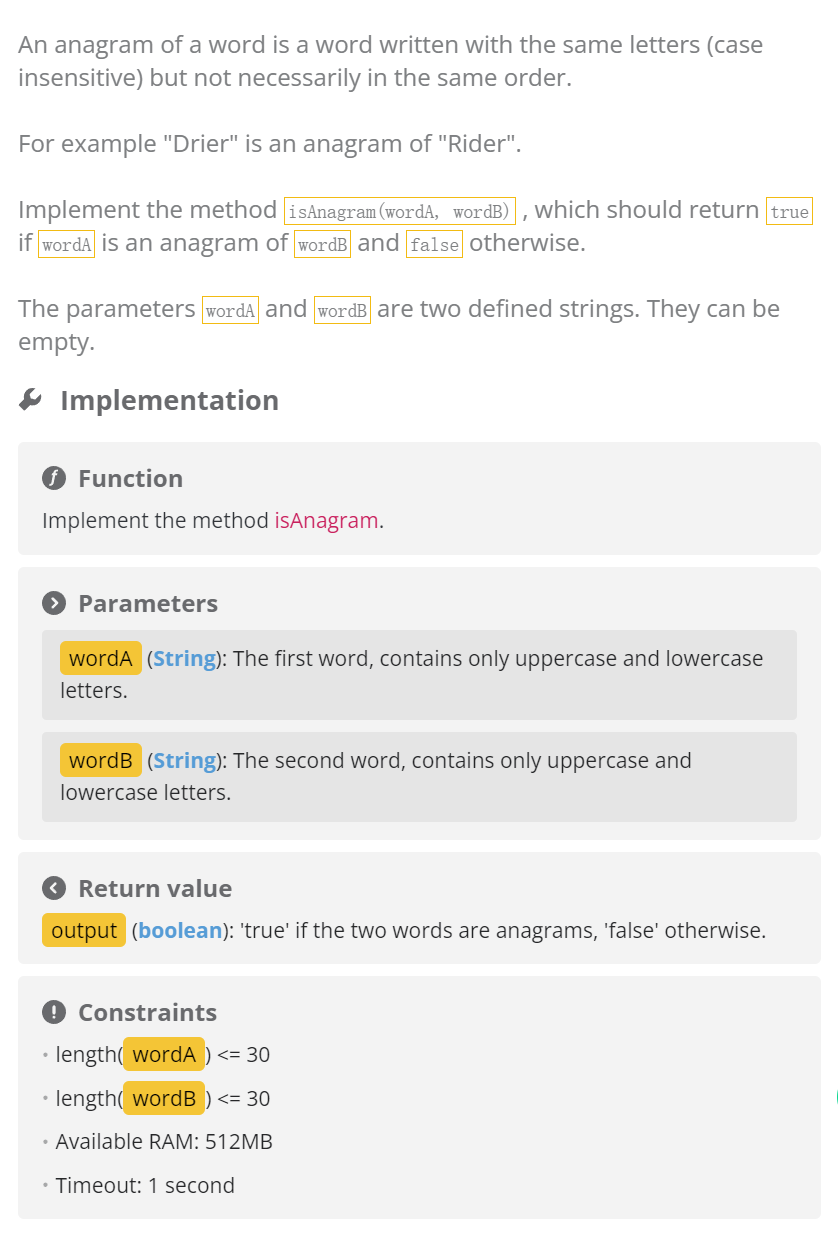 An anagram of a word is a word written with the same letters (case
insensitive) but not necessarily in the same order.
For example "Drier" is an anagram of "Rider".
Implement the method isAnagram(wordA, wordB) , which should return true
if wordA is an anagram of wordB and false otherwise.
The parameters wordA and wordB are two defined strings. They can be
empty.
Implementation
Function
Implement the method isAnagram.
Parameters
wordA (String): The first word, contains only uppercase and lowercase
letters.
wordB (String): The second word, contains only uppercase and
lowercase letters.
Return value
output (boolean): 'true' if the two words are anagrams, 'false' otherwise.
Constraints
• length( wordA ) <= 30
• length( wordB ) <= 30
• Available RAM: 512MB
• Timeout: 1 second